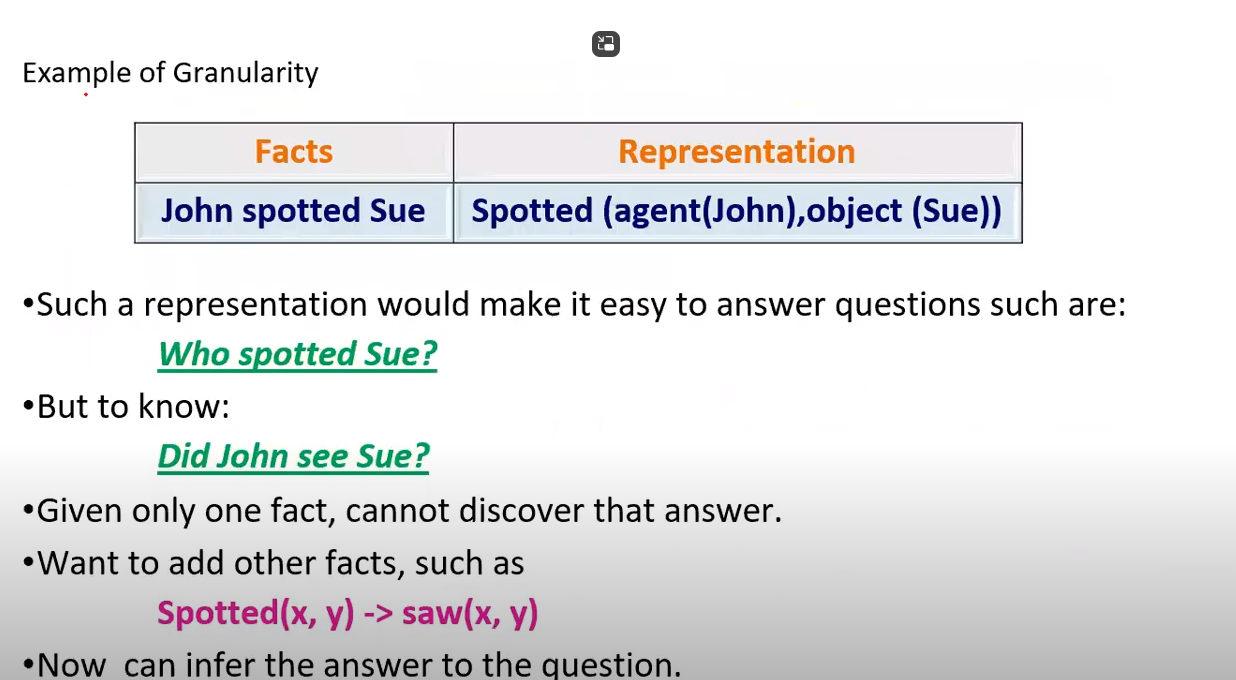 Example of Granularity
Facts
Representation
John spotted Sue
Spotted (agent(John),object (Sue))
•Such a representation would make it easy to answer questions such are:
Who spotted Sue?
•But to know:
Did John see Sue?
•Given only one fact, cannot discover that answer.
•Want to add other facts, such as
Spotted(x, y) -> saw(x, y)
•Now  can infer the answer to the question.